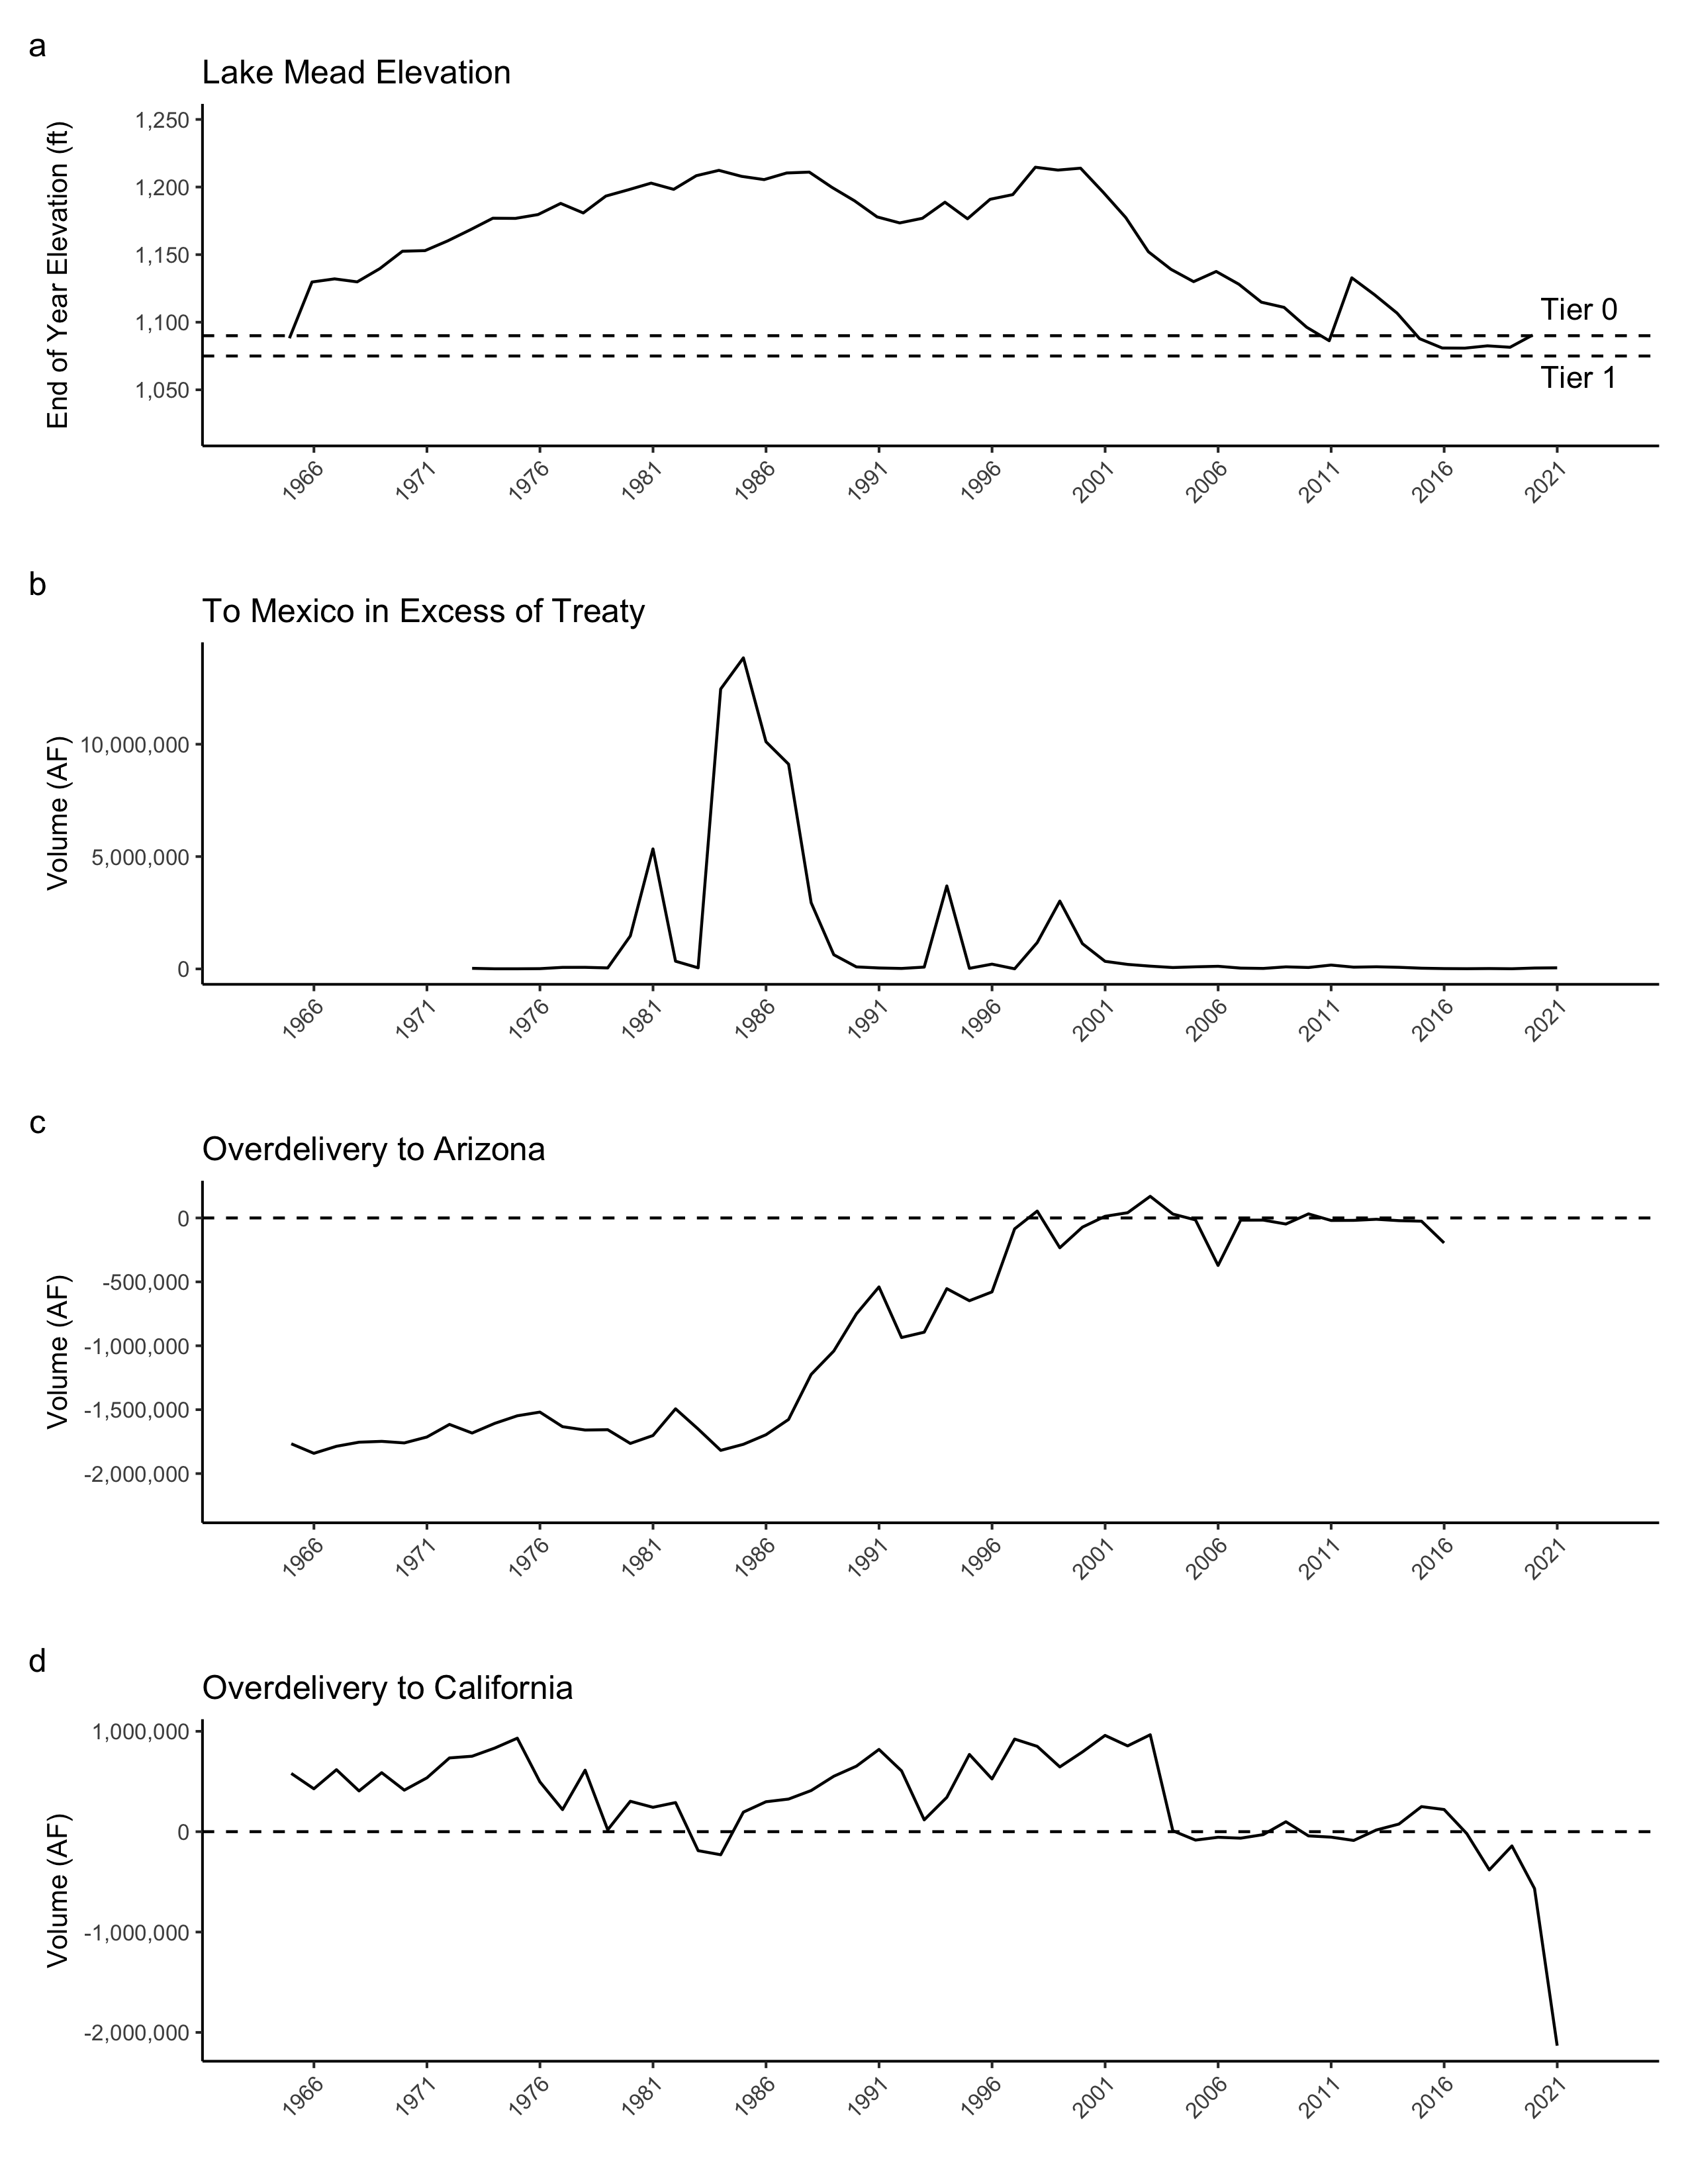 a
Lake Mead Elevation
End of Year Elevation (ft)
1,250
1,200
1,150
1,100
1,050
Tier 0
Tier 1
1966 1971 1976 1981 1986 1991 1996 2001 2006 2011 2016 2021
b
To Mexico in Excess of Treaty
Volume (AF)
10,000,000
5,000,000
0
1966 1971 1976 1981 1986 1991 1996 2001 2006 2011 2016 2021
c
Overdelivery to Arizona
Volume (AF)
0
-500,000
-1,000,000
-1,500,000
-2,000,000
1966 1971 1976 1981 1986 1991 1996 2001 2006 2011 2016 2021
d
Overdelivery to California
Volume (AF)
1,000,000
0
-1,000,000
-2,000,000
1966 1971 1976 1981 1986 1991 1996 2001 2006 2011 2016 2021